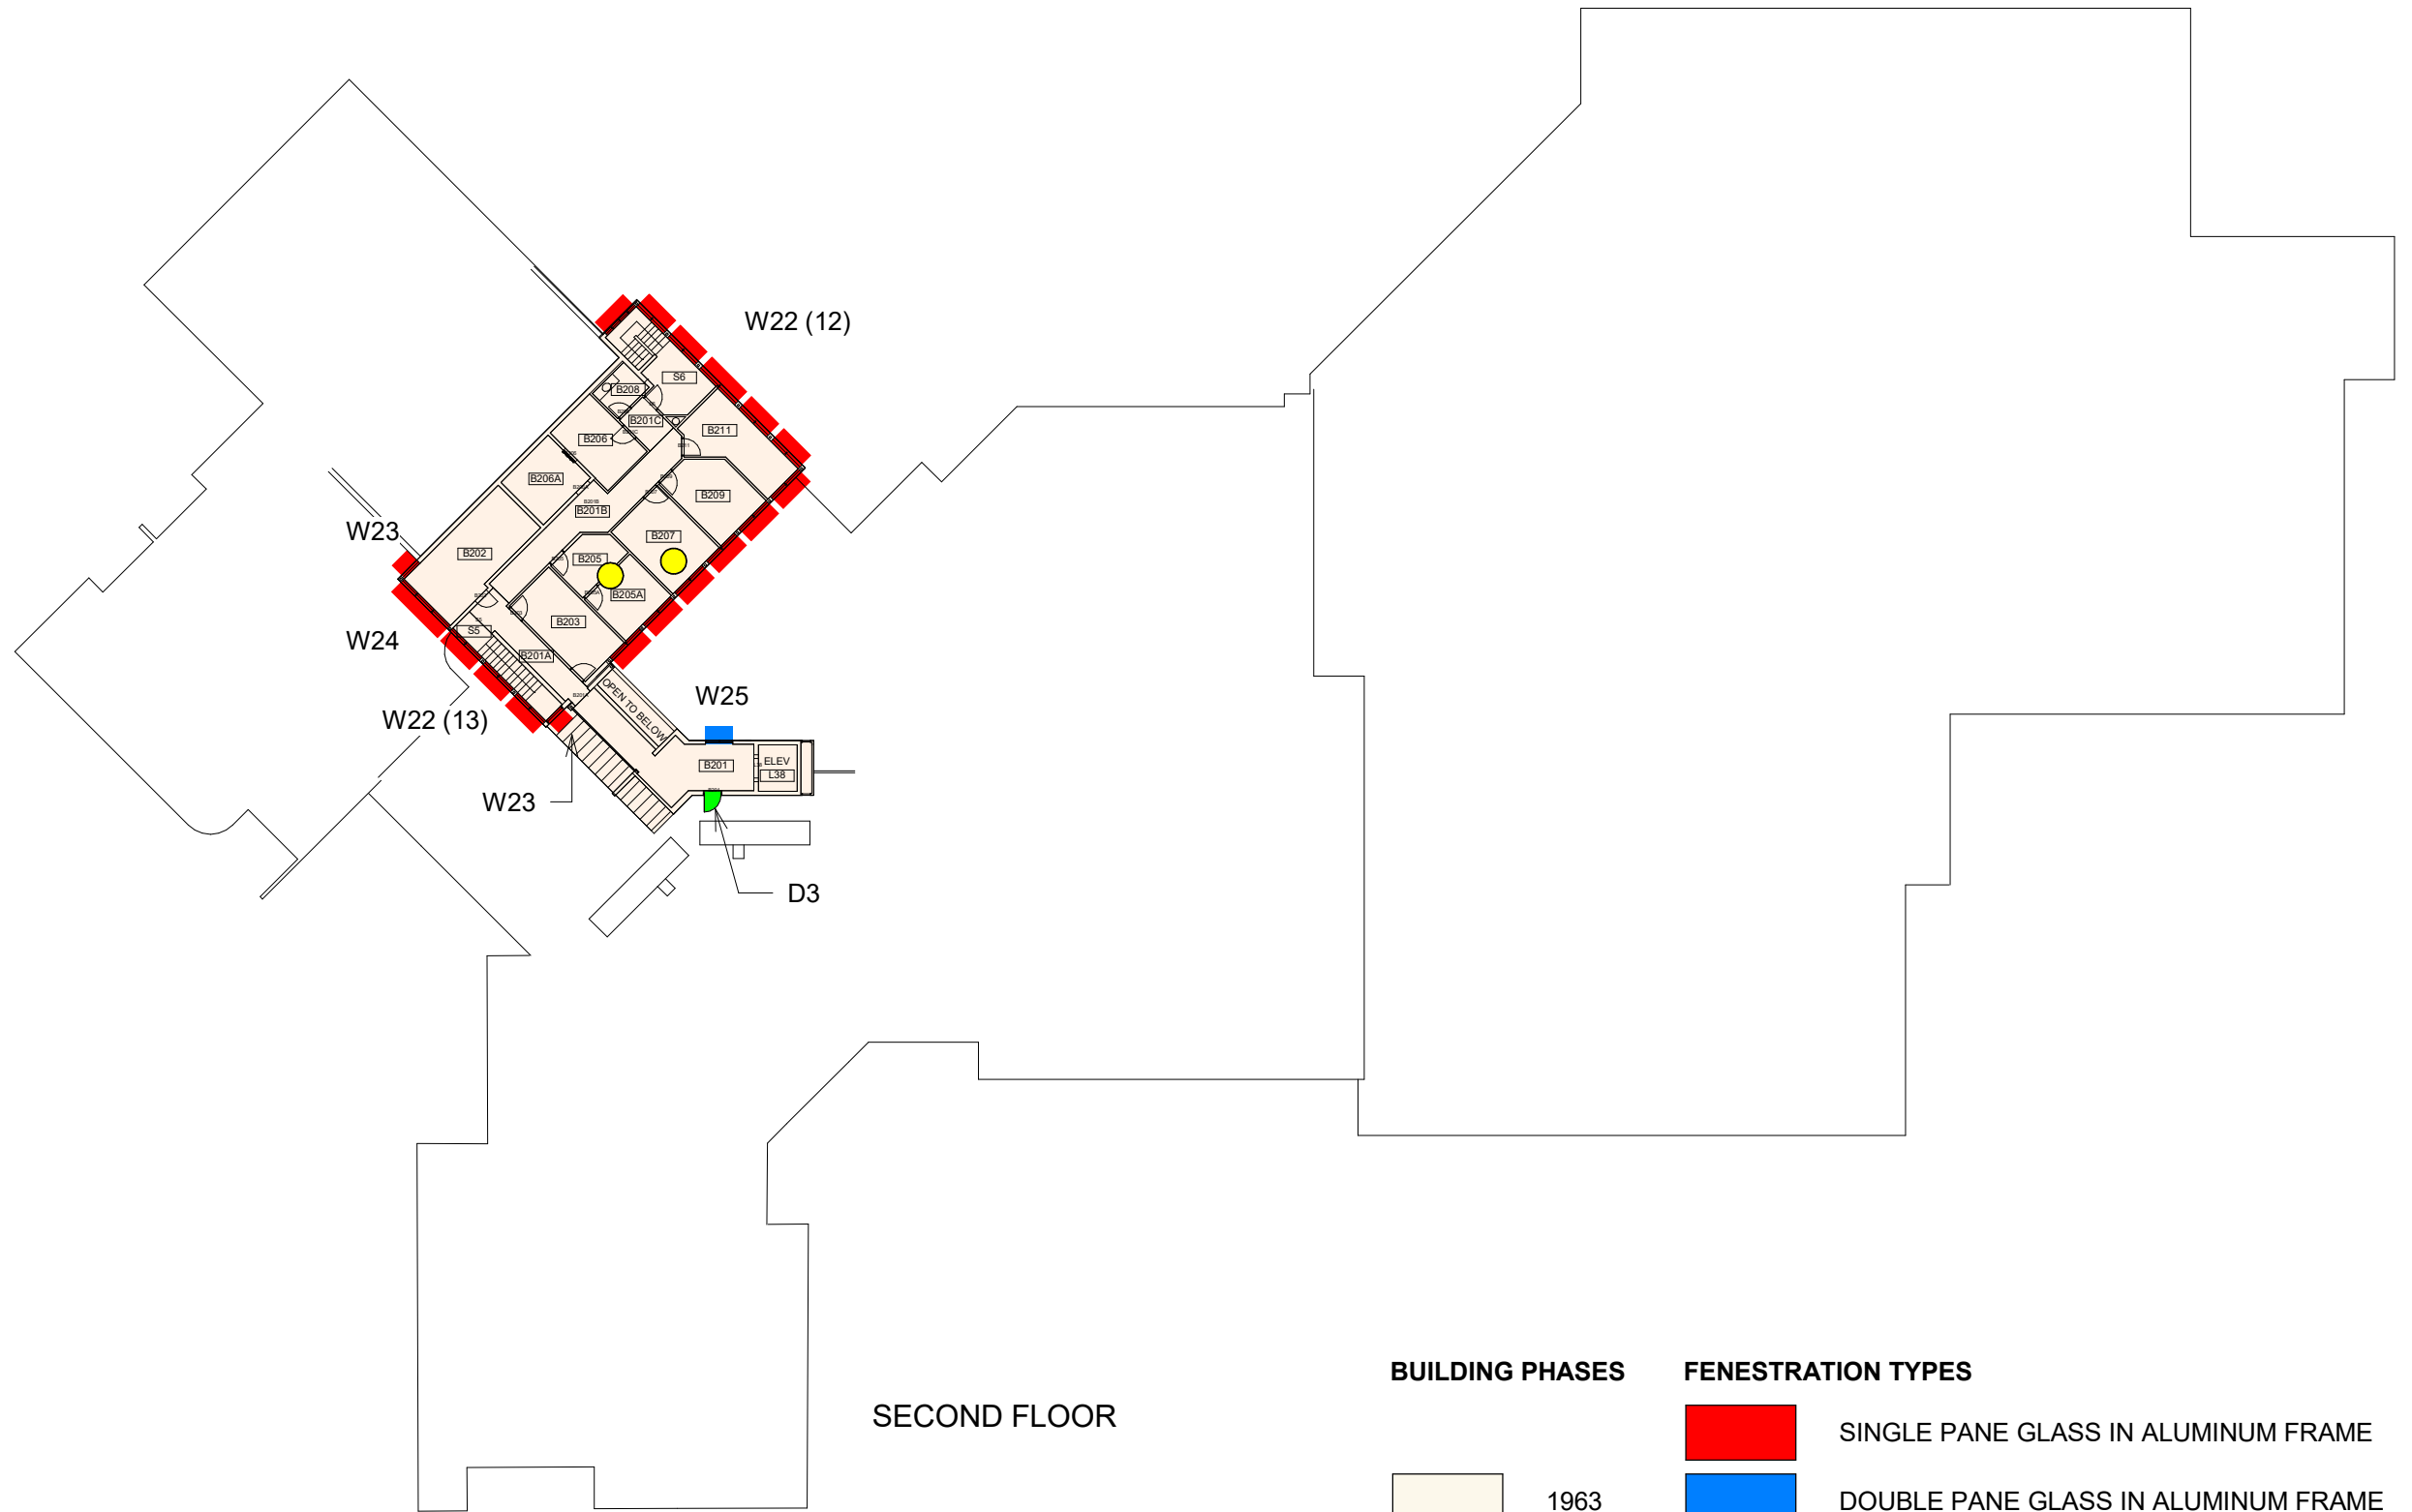 W22 (12)
S6
B208
B201C
B211
B206
B206A
B209
B201B
W23
B207
B202
B205
B205A
B203
S5
W24
B201A
OPEN TO BELOW
W25
W22 (13)
B201
ELEV
L38
W23
D3
BUILDING PHASES
FENESTRATION TYPES
SECOND FLOOR
SINGLE PANE GLASS IN ALUMINUM FRAME
1963
DOUBLE PANE GLASS IN ALUMINUM FRAME